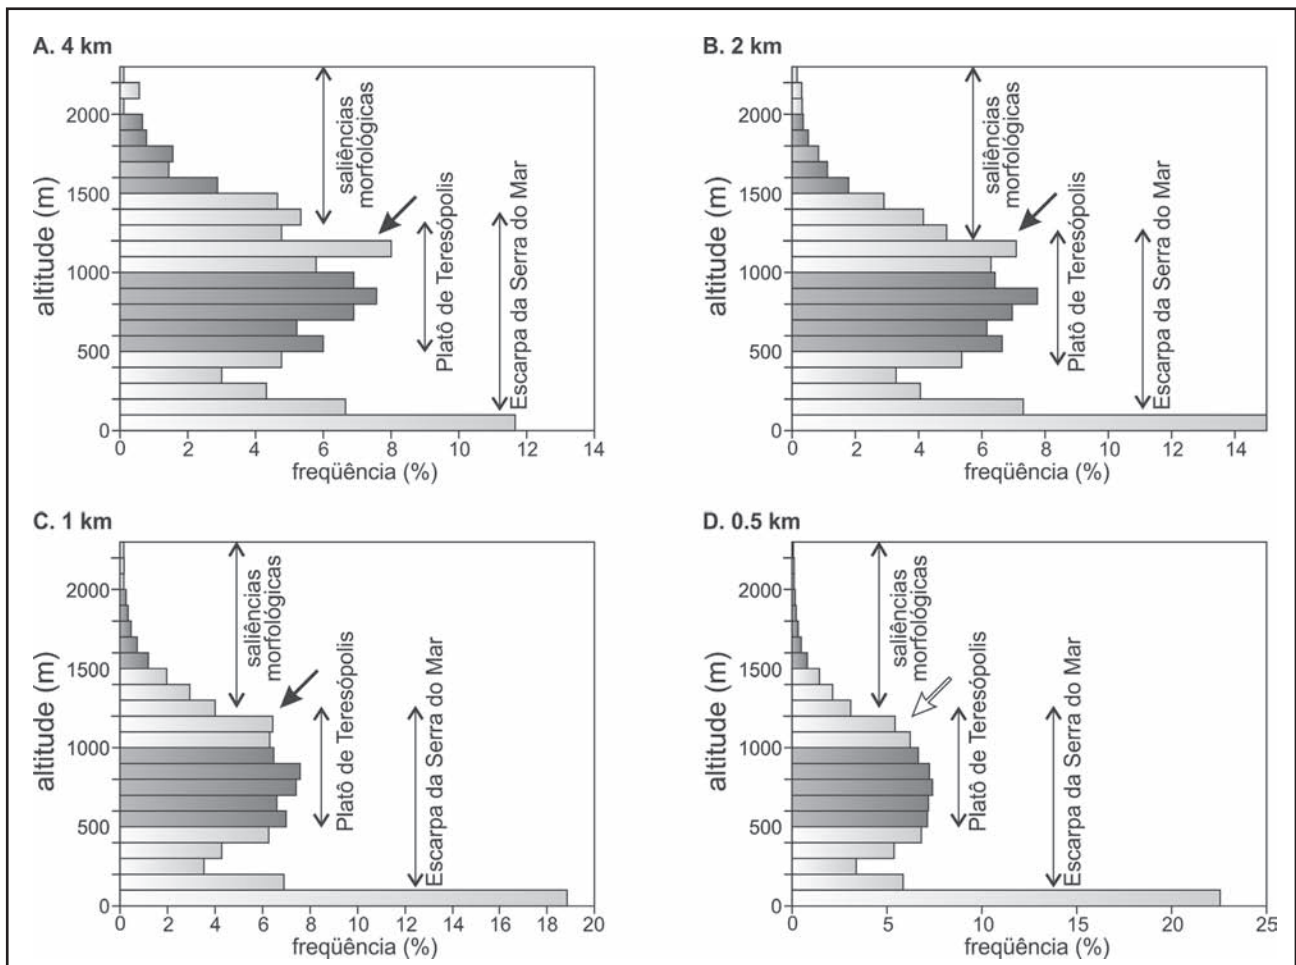 A. 4 km
altitude (m)
2000
1500
1000
500
0
saliências
morfológicas
Platô de Teresópolis
Escarpa da Serra do Mar
0 2 4 6 8 10 12 14
freqüência (%)
B. 2 km
altitude (m)
2000
1500
1000
500
0
saliências
morfológicas
Platô de Teresópolis
Escarpa da Serra do Mar
0 2 4 6 8 10 12 14
freqüência (%)
C. 1 km
altitude (m)
2000
1500
1000
500
0
saliências
morfológicas
Platô de Teresópolis
Escarpa da Serra do Mar
0 2 4 6 8 10 12 14 16 18 20
freqüência (%)
D. 0.5 km
altitude (m)
2000
1500
1000
500
0
saliências
morfológicas
Platô de Teresópolis
Escarpa da Serra do Mar
0 5 10 15 20 25
freqüência (%)